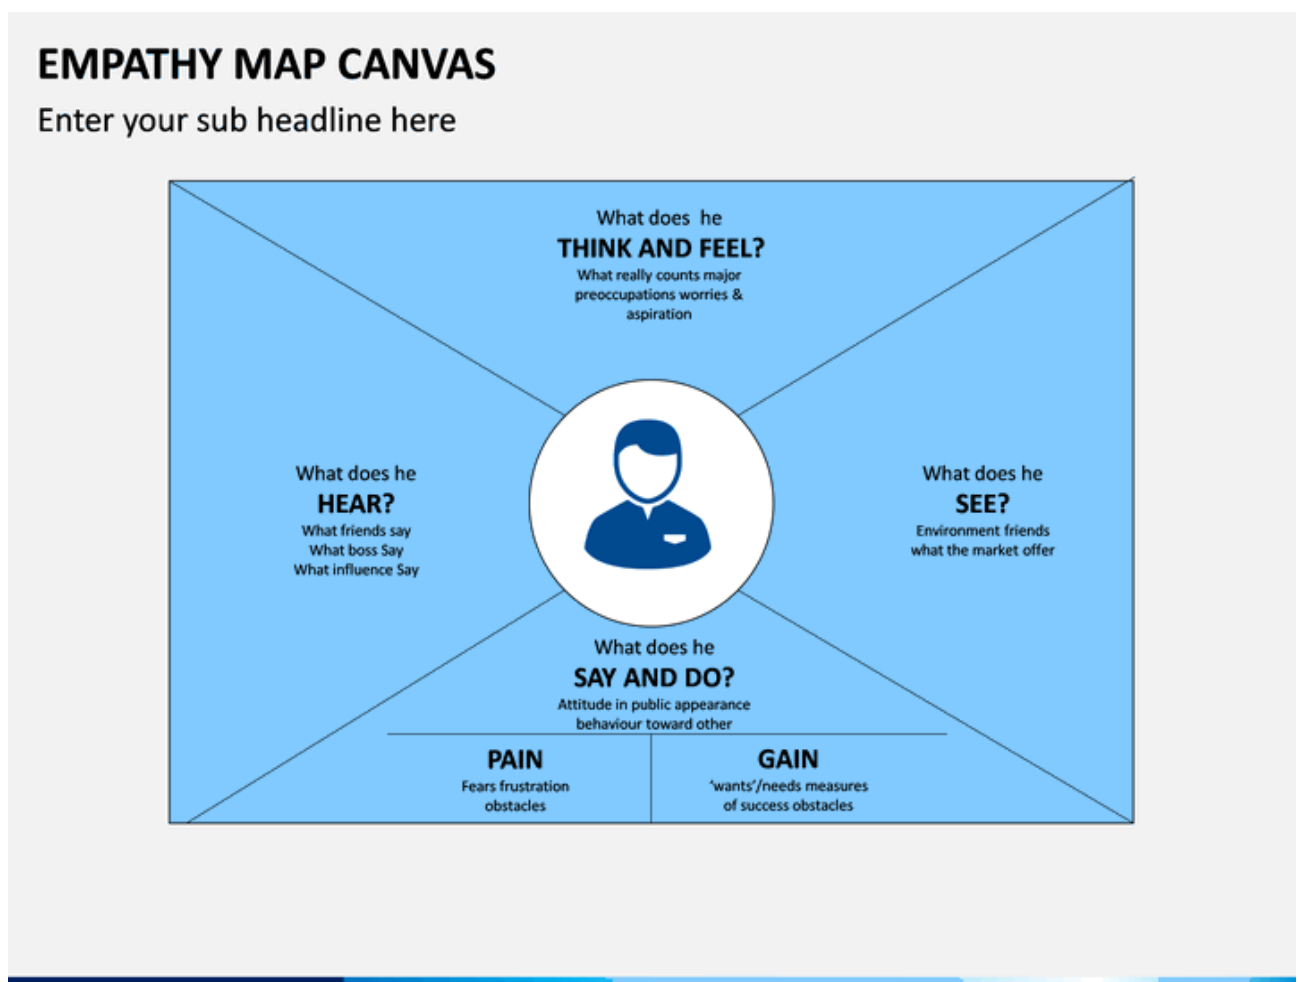 EMPATHY MAP CANVAS
Enter your sub headline here
What does  he
THINK AND FEEL?
What really counts major
preoccupations worries &
aspiration
What does he
HEAR?
What friends say
What boss Say
What influence Say
What does he
SEE?
Environment friends
what the market offer
What does he
SAY AND DO?
Attitude in public appearance
behaviour toward other
PAIN
Fears frustration
obstacles
GAIN
'wants'/needs measures
of success obstacles